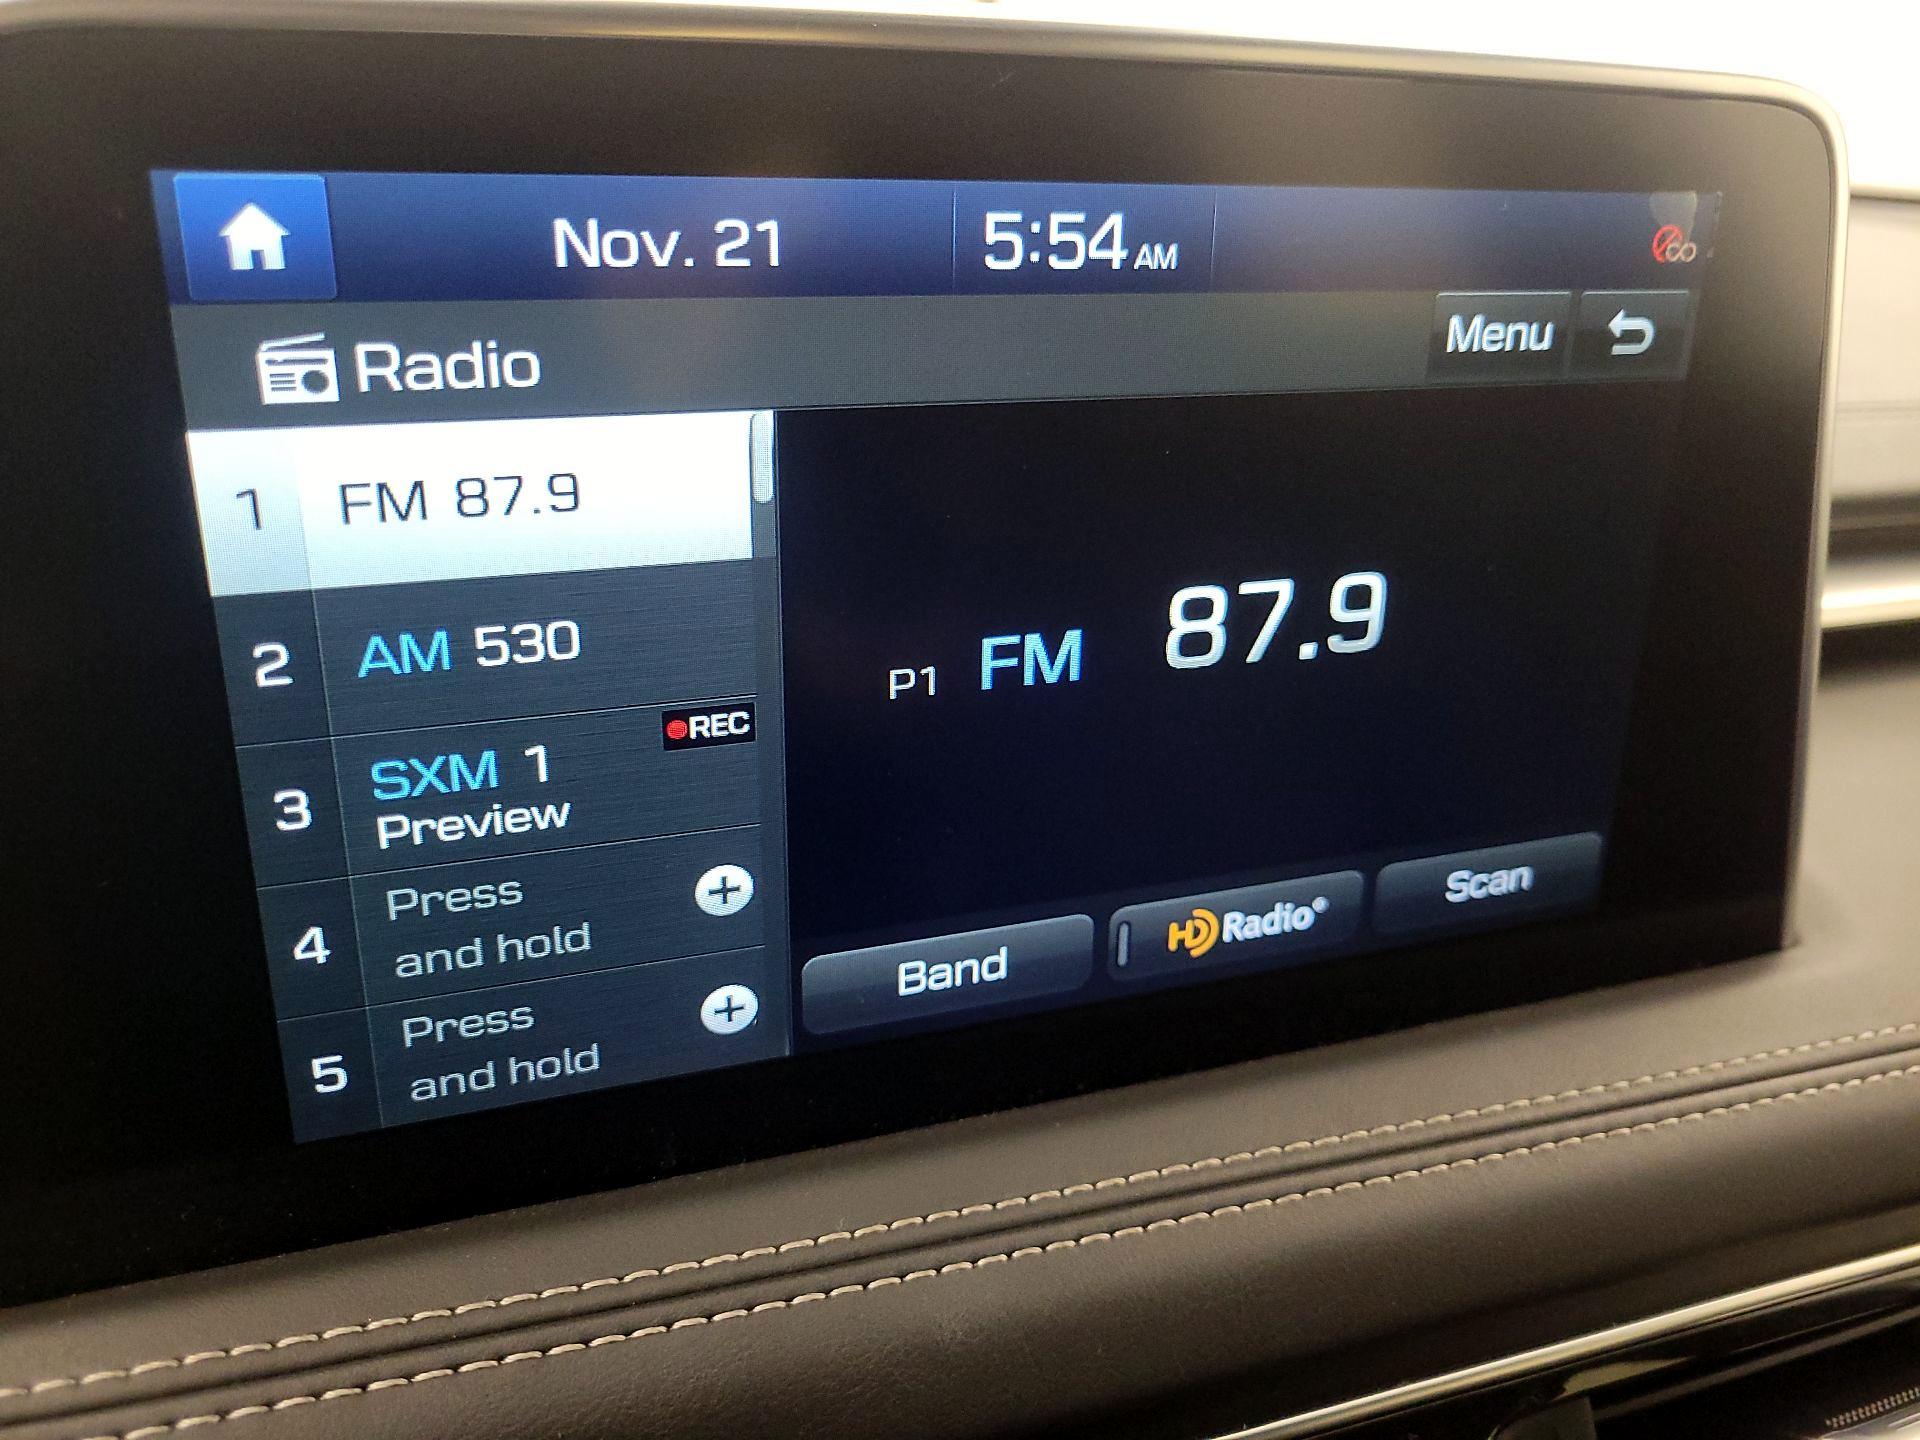 Nov. 21
5:54 AM
Radio
Menu
1 FM 87.9
2 AM 530
REC
3 SXM 1
Preview
4 Press
and hold
5 Press
and hold
P1 FM 87.9
Band
HD Radio®
Scan